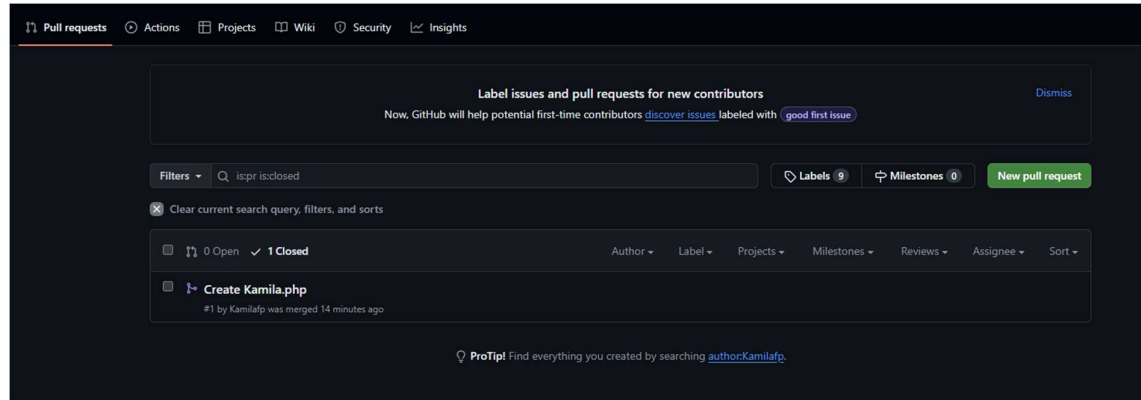 Pull requests Actions Projects Wiki Security Insights
Label issues and pull requests for new contributors
Dismiss
Now, GitHub will help potential first-time contributors discover issues labeled with good first issue
Filters is:pr is:closed Labels 9 Milestones 0 New pull request
Clear current search query, filters, and sorts
0 Open 1 Closed Author Label Projects Milestones Reviews Assignee Sort
Create Kamila.php
#1 by Kamilafp was merged 14 minutes ago
ProTip! Find everything you created by searching author:Kamilafp.